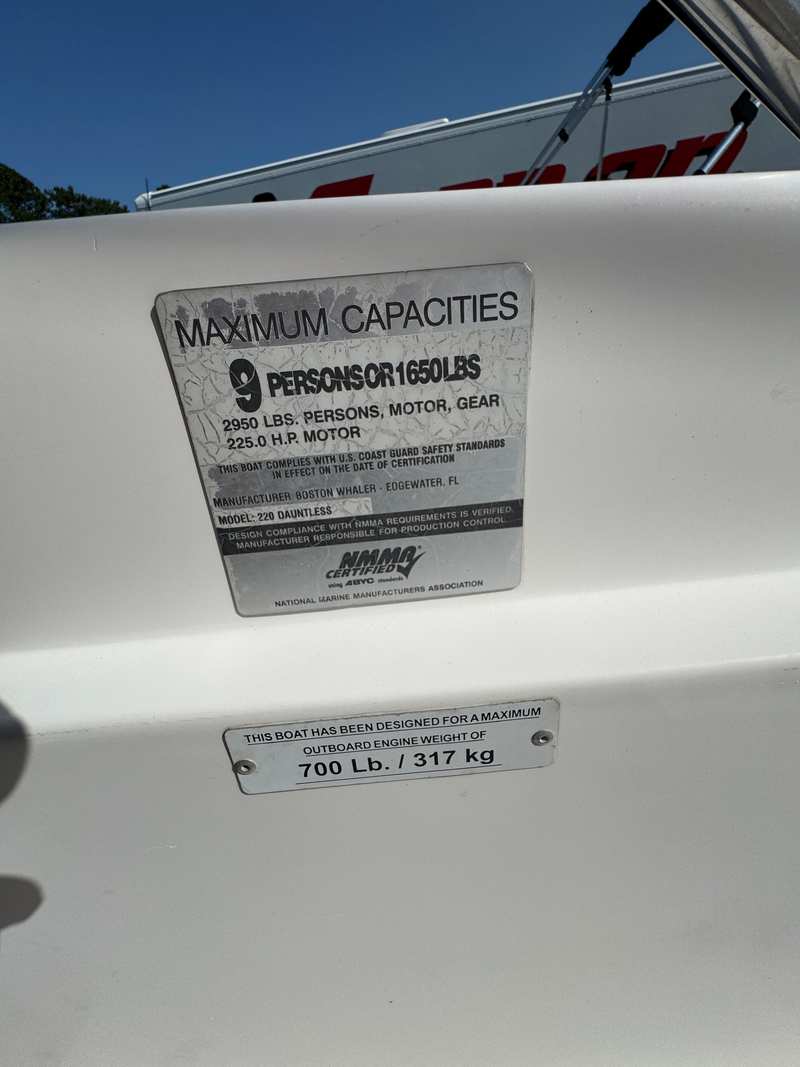 MAXIMUM CAPACITIES
9 PERSONS OR 1650 LBS
2950 LBS. PERSONS, MOTOR, GEAR
225.0 H.P. MOTOR
THIS BOAT COMPLIES WITH U.S. COAST GUARD SAFETY STANDARDS
IN EFFECT ON THE DATE OF CERTIFICATION
MANUFACTURER BOSTON WHALER - EDGEWATER, FL
MODEL: 220 DAUNTLESS
DESIGN COMPLIANCE WITH NMMA REQUIREMENTS IS VERIFIED.
MANUFACTURER RESPONSIBLE FOR PRODUCTION CONTROL.
NMMA®
CERTIFIED
using ABYC standards
NATIONAL MARINE MANUFACTURERS ASSOCIATION
THIS BOAT HAS BEEN DESIGNED FOR A MAXIMUM
OUTBOARD ENGINE WEIGHT OF
700 Lb. / 317 kg